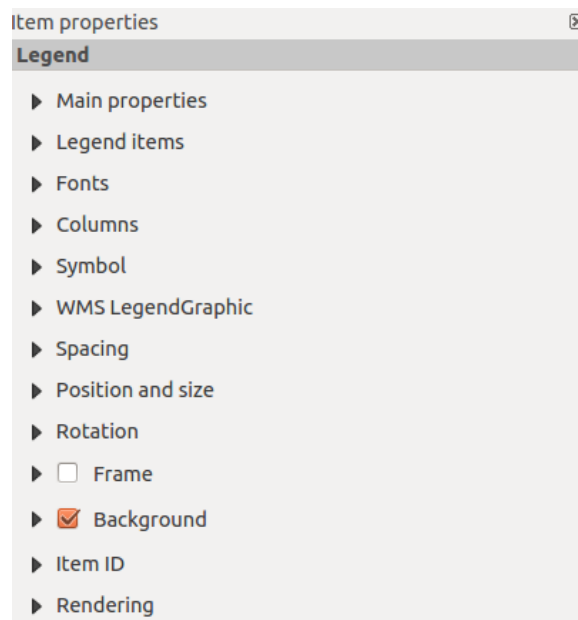 Item properties
Legend
Main properties
Legend items
Fonts
Columns
Symbol
WMS LegendGraphic
Spacing
Position and size
Rotation
Frame
Background
Item ID
Rendering